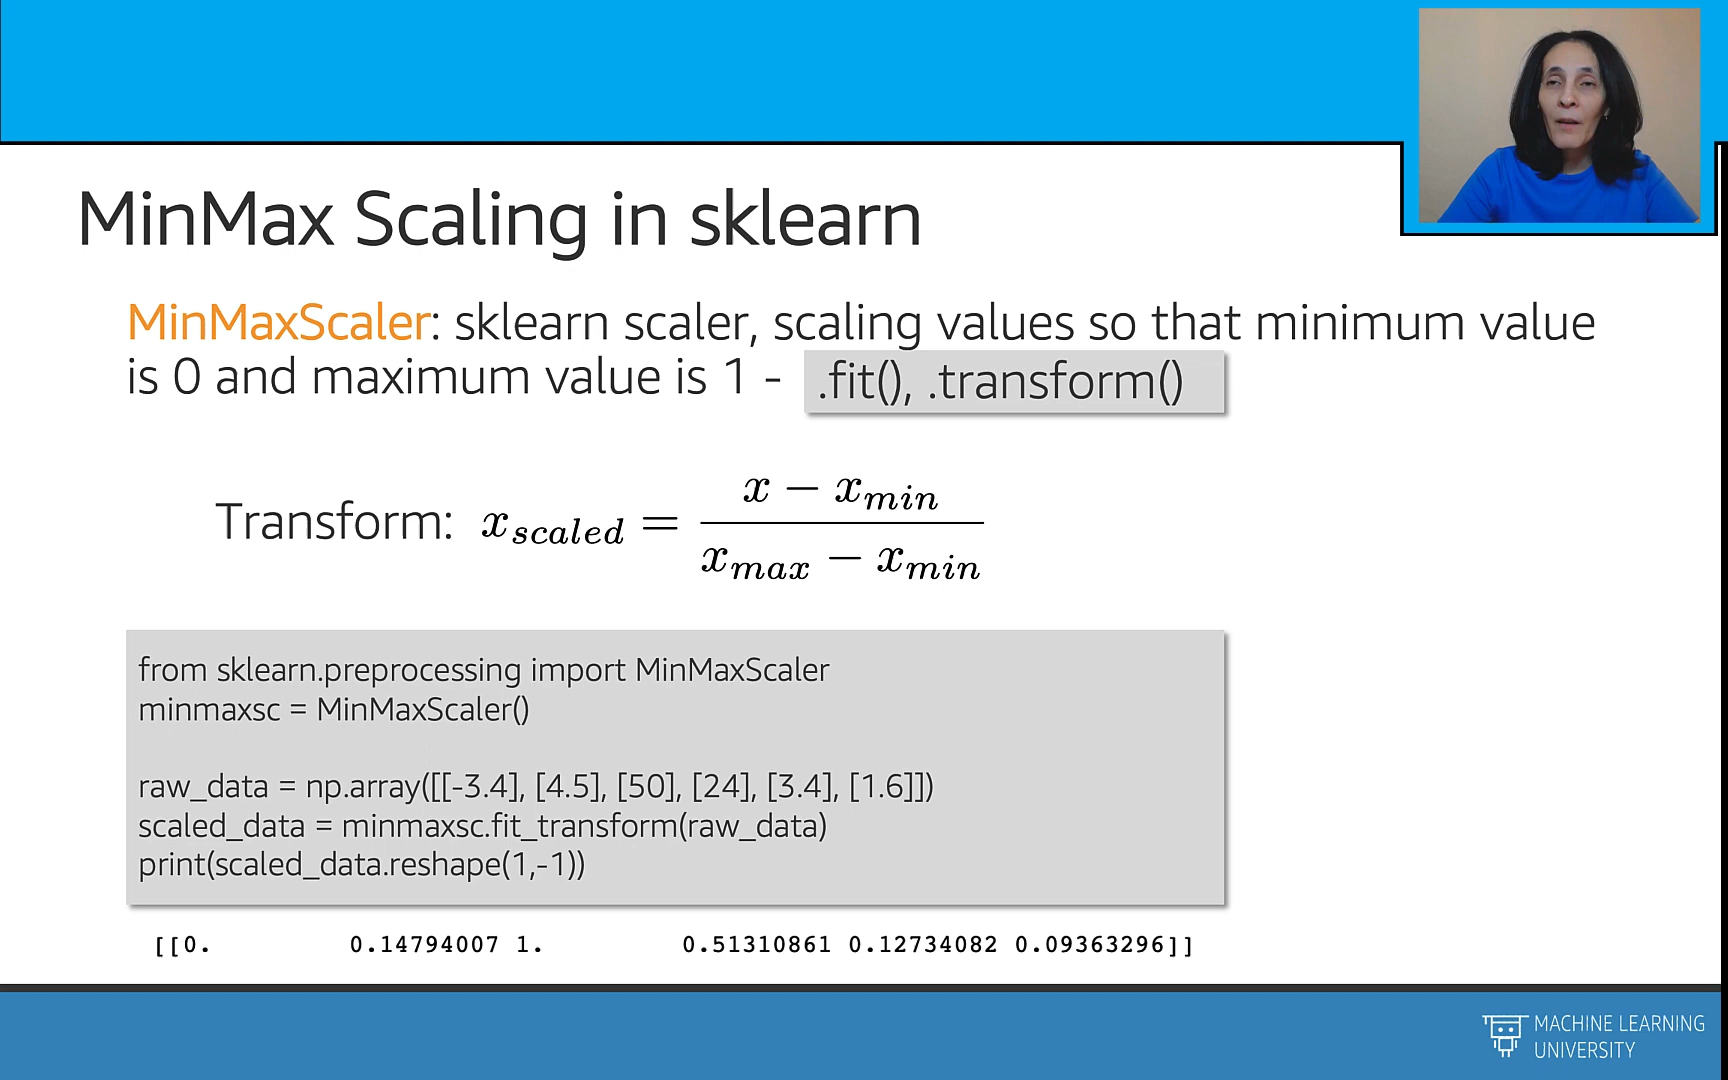 MinMax Scaling in sklearn
MinMaxScaler: sklearn scaler, scaling values so that minimum value
is 0 and maximum value is 1 - .fit(), .transform()
Transform: x_scaled = (x − x_min) / (x_max − x_min)
from sklearn.preprocessing import MinMaxScaler
minmaxsc = MinMaxScaler()
raw_data = np.array([[-3.4], [4.5], [50], [24], [3.4], [1.6]])
scaled_data = minmaxsc.fit_transform(raw_data)
print(scaled_data.reshape(1,-1))
[[0. 0.14794007 1. 0.51310861 0.12734082 0.09363296]]
MACHINE LEARNING
UNIVERSITY